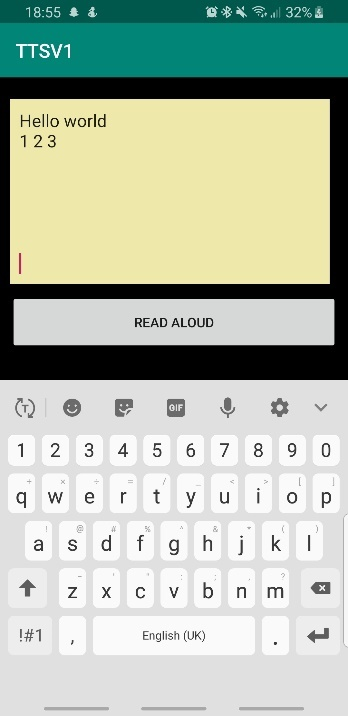 18:55 32%
TTSV1
Hello world
1 2 3
READ ALOUD
T GIF
1 2 3 4 5 6 7 8 9 0
+ × ÷ = / _ < > [ ]
q w e r t y u i o p
! @ # % ^ & * ( )
a s d f g h j k l
- ' " : ; , ?
z x c v b n m
!#1 , English (UK) .